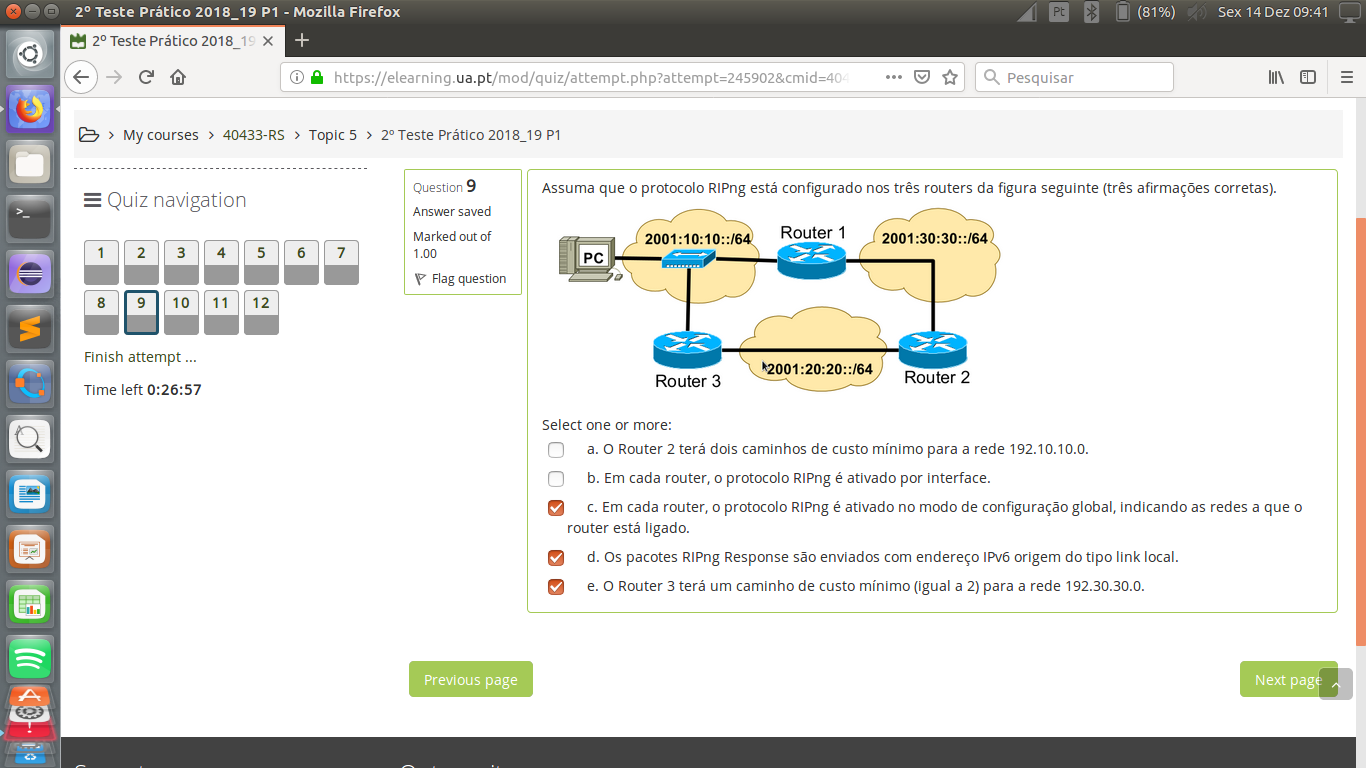 2º Teste Prático 2018_19 P1 - Mozilla Firefox
Pt
(81%)
Sex 14 Dez 09:41
2º Teste Prático 2018_19
https://elearning.ua.pt/mod/quiz/attempt.php?attempt=245902&cmid=404
Pesquisar
My courses > 40433-RS > Topic 5 > 2º Teste Prático 2018_19 P1
Quiz navigation
1 2 3 4 5 6 7
8 9 10 11 12
Finish attempt ...
Time left 0:26:57
Question 9
Answer saved
Marked out of
1.00
Flag question
Assuma que o protocolo RIPng está configurado nos três routers da figura seguinte (três afirmações corretas).
PC
2001:10:10::/64
Router 1
2001:30:30::/64
Router 3
2001:20:20::/64
Router 2
Select one or more:
a. O Router 2 terá dois caminhos de custo mínimo para a rede 192.10.10.0.
b. Em cada router, o protocolo RIPng é ativado por interface.
c. Em cada router, o protocolo RIPng é ativado no modo de configuração global, indicando as redes a que o
router está ligado.
d. Os pacotes RIPng Response são enviados com endereço IPv6 origem do tipo link local.
e. O Router 3 terá um caminho de custo mínimo (igual a 2) para a rede 192.30.30.0.
Previous page
Next page